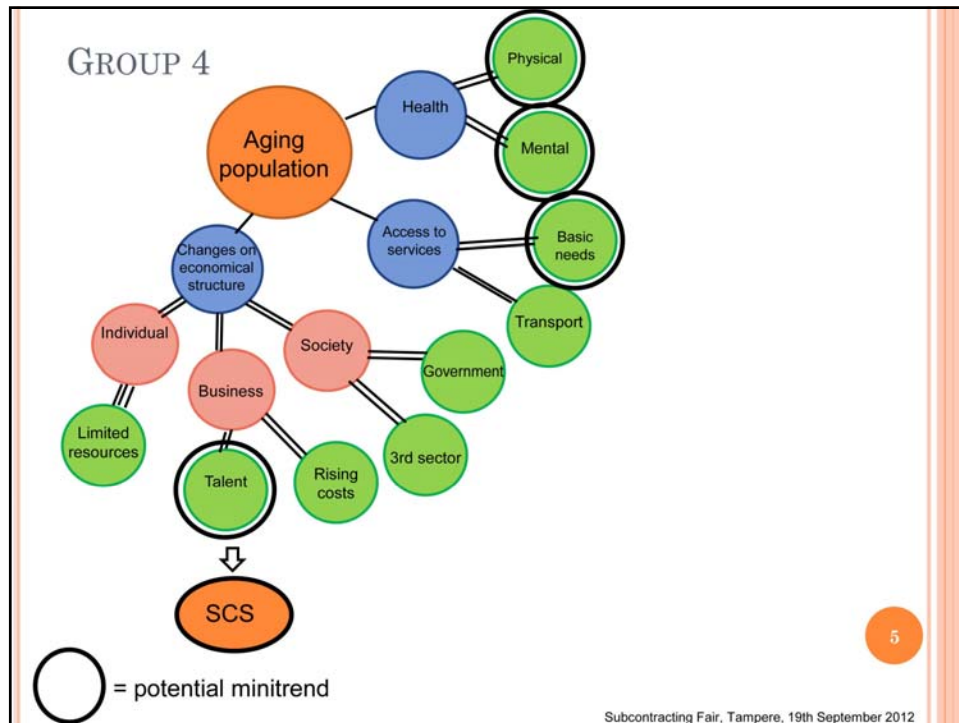 GROUP 4
Aging
population
Health
Physical
Mental
Access to
services
Basic
needs
Transport
Changes on
economical
structure
Individual
Limited
resources
Business
Talent
Rising
costs
Society
Government
3rd sector
SCS
= potential minitrend
5
Subcontracting Fair, Tampere, 19th September 2012